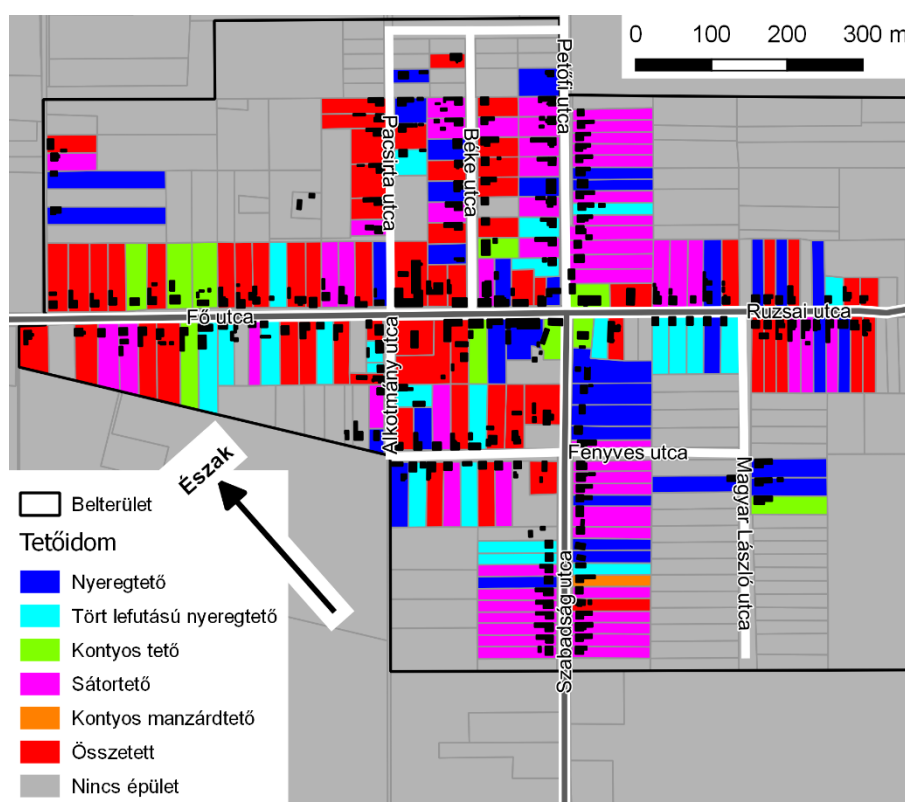 0 100 200 300 m
Petőfi utca
Pacsirta utca
Béke utca
Fő utca
Ruzsai utca
Alkotmány utca
Fenyves utca
Magyar László utca
Szabadság utca
Észak
Belterület
Tetőidom
Nyeregtető
Tört lefutású nyeregtető
Kontyos tető
Sátortető
Kontyos manzárdtető
Összetett
Nincs épület